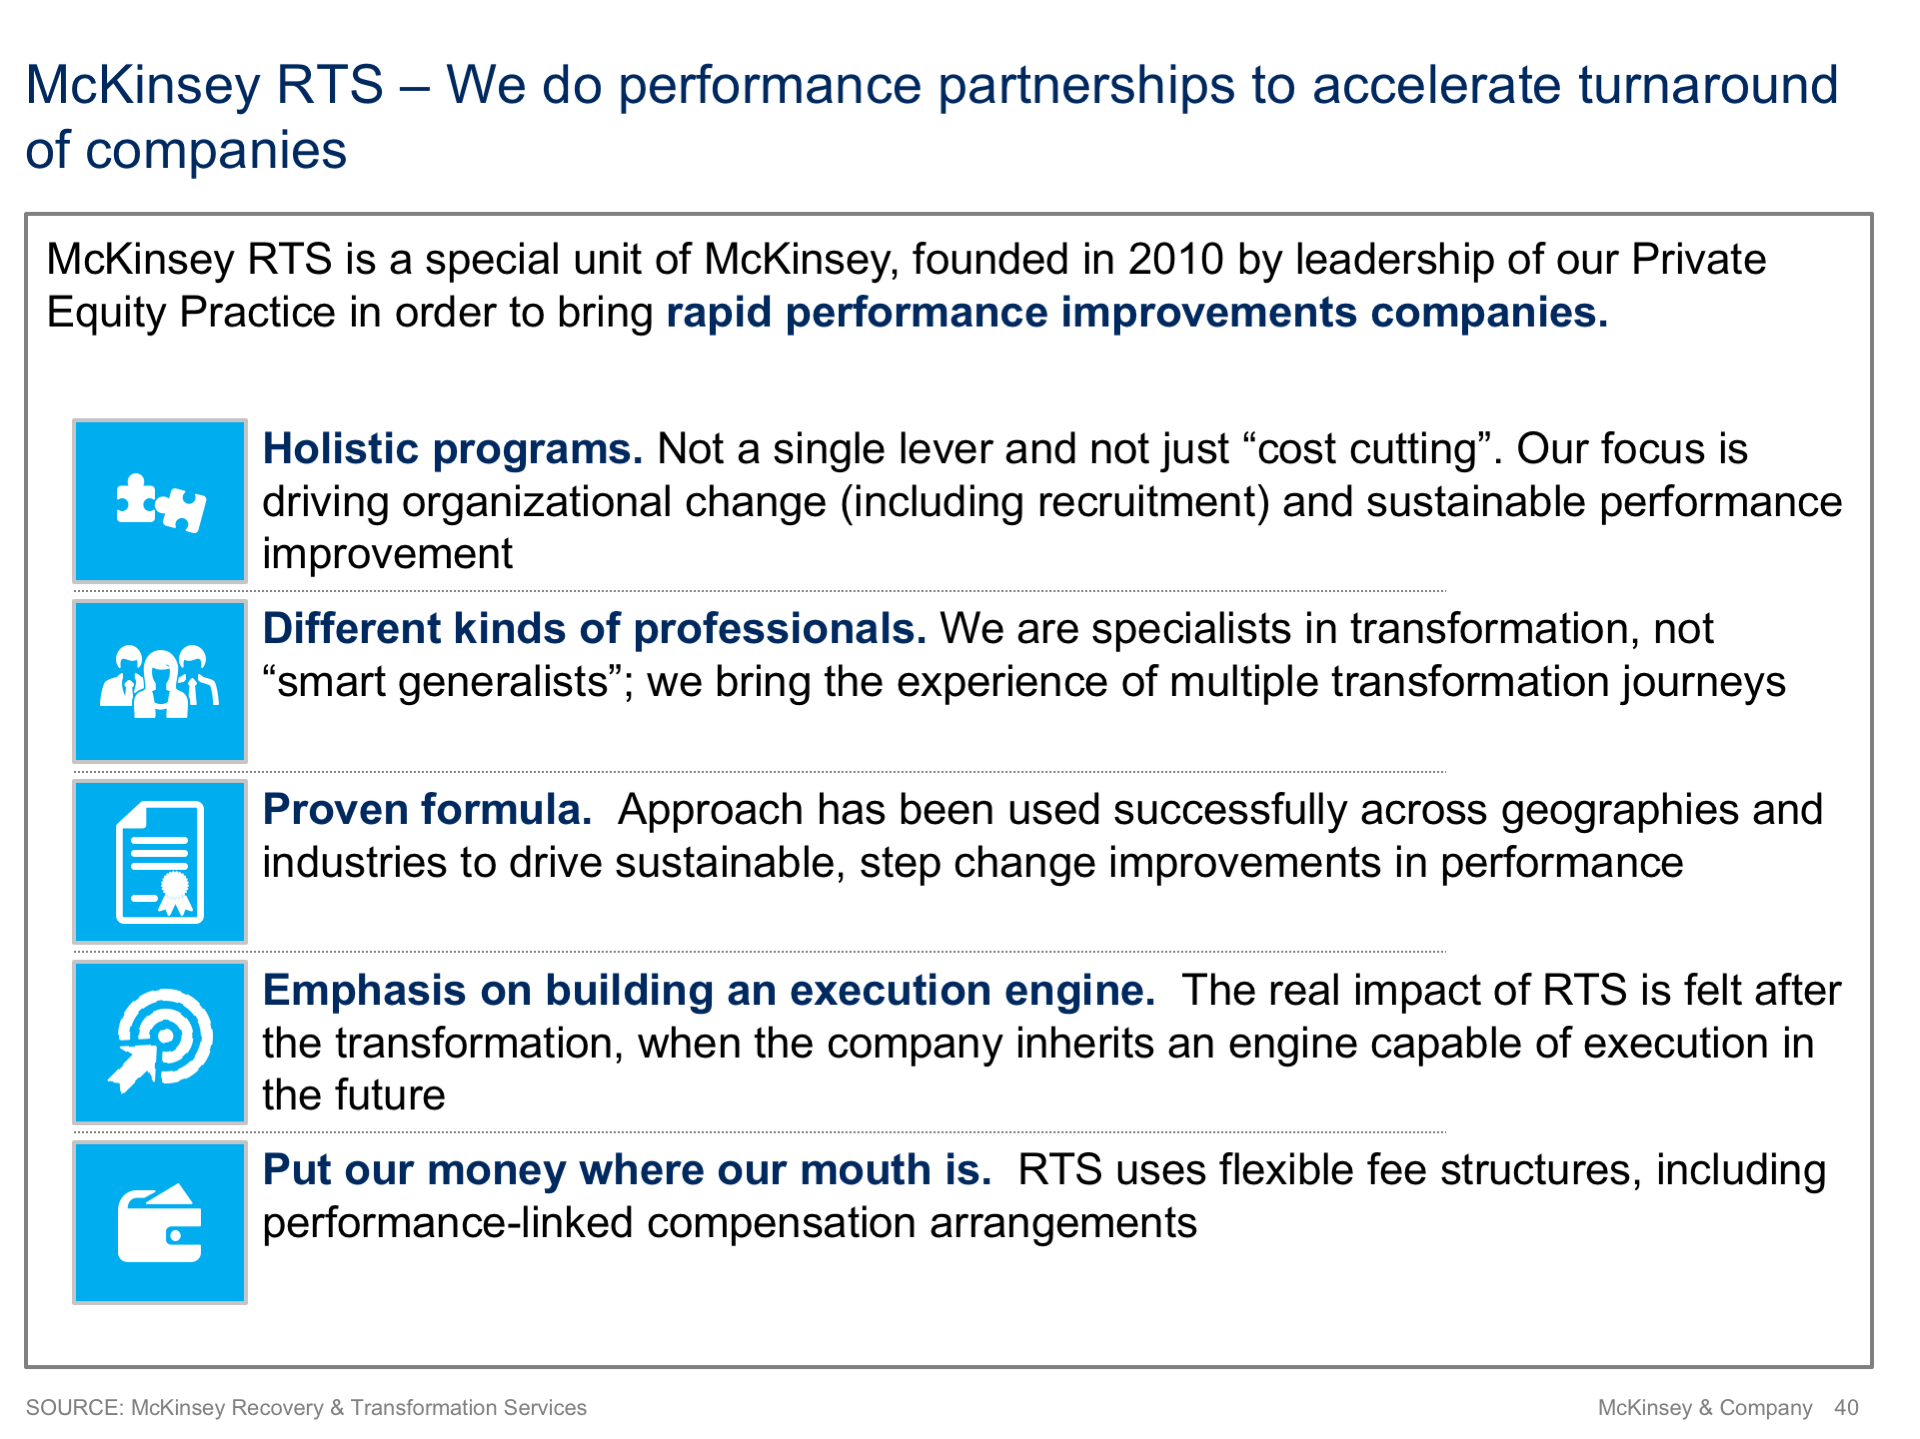 McKinsey RTS – We do performance partnerships to accelerate turnaround
of companies
McKinsey RTS is a special unit of McKinsey, founded in 2010 by leadership of our Private
Equity Practice in order to bring rapid performance improvements companies.
Holistic programs. Not a single lever and not just “cost cutting”. Our focus is
driving organizational change (including recruitment) and sustainable performance
improvement
Different kinds of professionals. We are specialists in transformation, not
“smart generalists”; we bring the experience of multiple transformation journeys
Proven formula.  Approach has been used successfully across geographies and
industries to drive sustainable, step change improvements in performance
Emphasis on building an execution engine.  The real impact of RTS is felt after
the transformation, when the company inherits an engine capable of execution in
the future
Put our money where our mouth is.  RTS uses flexible fee structures, including
performance-linked compensation arrangements
SOURCE: McKinsey Recovery & Transformation Services
McKinsey & Company 40